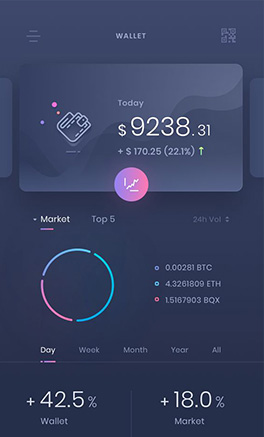 WALLET
Today
$ 9238.31
+ $ 170.25 (22.1%) ↑
Market Top 5 24h Vol
0.00281 BTC
4.3261809 ETH
1.5167903 BQX
Day Week Month Year All
+ 42.5 % + 18.0 %
Wallet Market